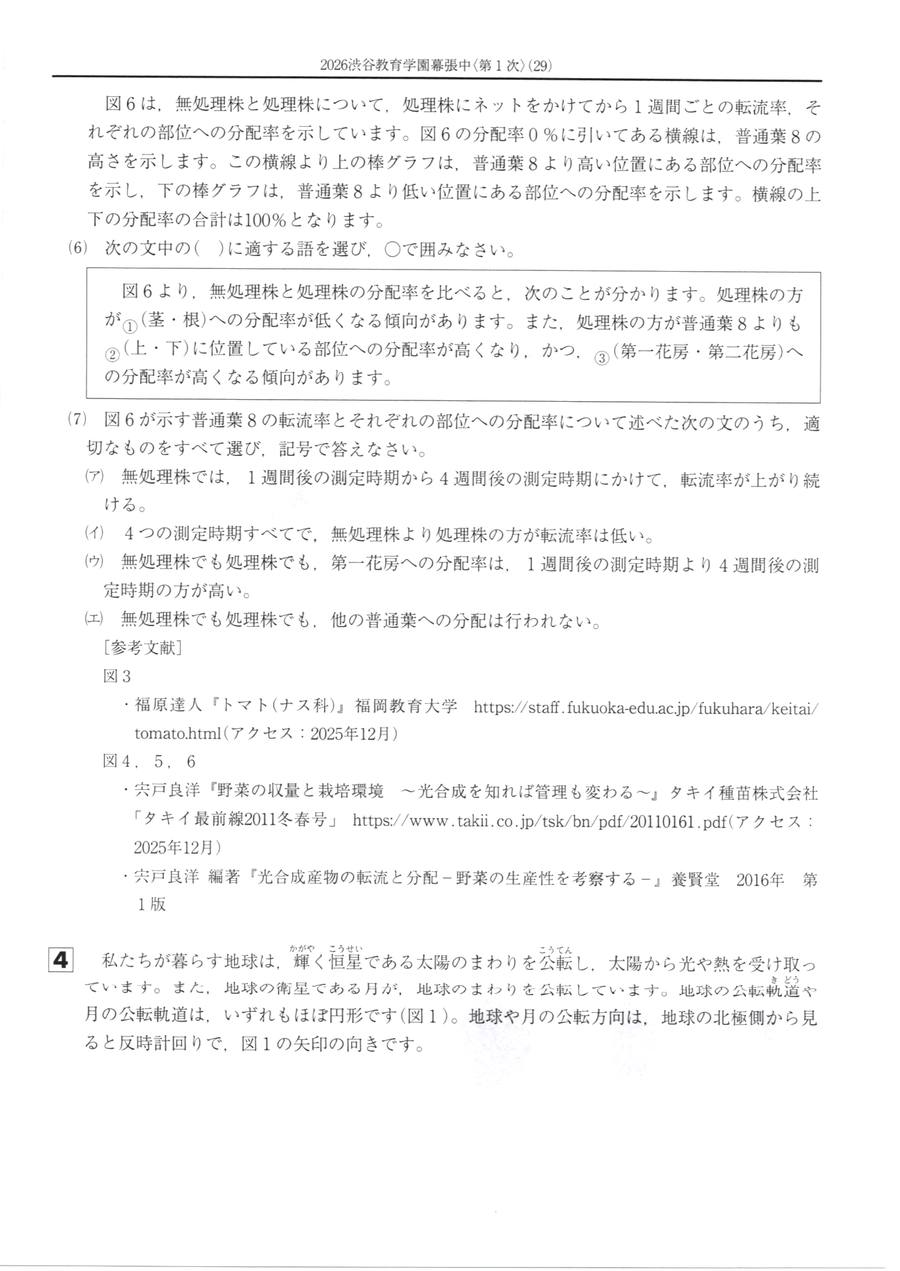 2026渋谷教育学園幕張中〈第1次〉(29)
図6は，無処理株と処理株について，処理株にネットをかけてから1週間ごとの転流率，そ
れぞれの部位への分配率を示しています。図6の分配率0％に引いてある横線は，普通葉8の
高さを示します。この横線より上の棒グラフは，普通葉8より高い位置にある部位への分配率
を示し，下の棒グラフは，普通葉8より低い位置にある部位への分配率を示します。横線の上
下の分配率の合計は100％となります。
(6) 次の文中の( )に適する語を選び，○で囲みなさい。
図6より，無処理株と処理株の分配率を比べると，次のことが分かります。処理株の方
が①(茎・根)への分配率が低くなる傾向があります。また，処理株の方が普通葉8よりも
②(上・下)に位置している部位への分配率が高くなり，かつ，③(第一花房・第二花房)へ
の分配率が高くなる傾向があります。
(7) 図6が示す普通葉8の転流率とそれぞれの部位への分配率について述べた次の文のうち，適
切なものをすべて選び，記号で答えなさい。
(ア) 無処理株では，1週間後の測定時期から4週間後の測定時期にかけて，転流率が上がり続
ける。
(イ) 4つの測定時期すべてで，無処理株より処理株の方が転流率は低い。
(ウ) 無処理株でも処理株でも，第一花房への分配率は，1週間後の測定時期より4週間後の測
定時期の方が高い。
(エ) 無処理株でも処理株でも，他の普通葉への分配は行われない。
［参考文献］
図3
・福原達人『トマト(ナス科)』福岡教育大学 https://staff.fukuoka-edu.ac.jp/fukuhara/keitai/
tomato.html(アクセス：2025年12月)
図4，5，6
・宍戸良洋『野菜の収量と栽培環境 ～光合成を知れば管理も変わる～』タキイ種苗株式会社
「タキイ最前線2011冬春号」 https://www.takii.co.jp/tsk/bn/pdf/20110161.pdf(アクセス：
2025年12月)
・宍戸良洋 編著『光合成産物の転流と分配－野菜の生産性を考察する－』養賢堂 2016年 第
1版
かがや こうせい こうてん
4 私たちが暮らす地球は，輝く恒星である太陽のまわりを公転し，太陽から光や熱を受け取っ
きどう
ています。また，地球の衛星である月が，地球のまわりを公転しています。地球の公転軌道や
月の公転軌道は，いずれもほぼ円形です(図1)。地球や月の公転方向は，地球の北極側から見
ると反時計回りで，図1の矢印の向きです。